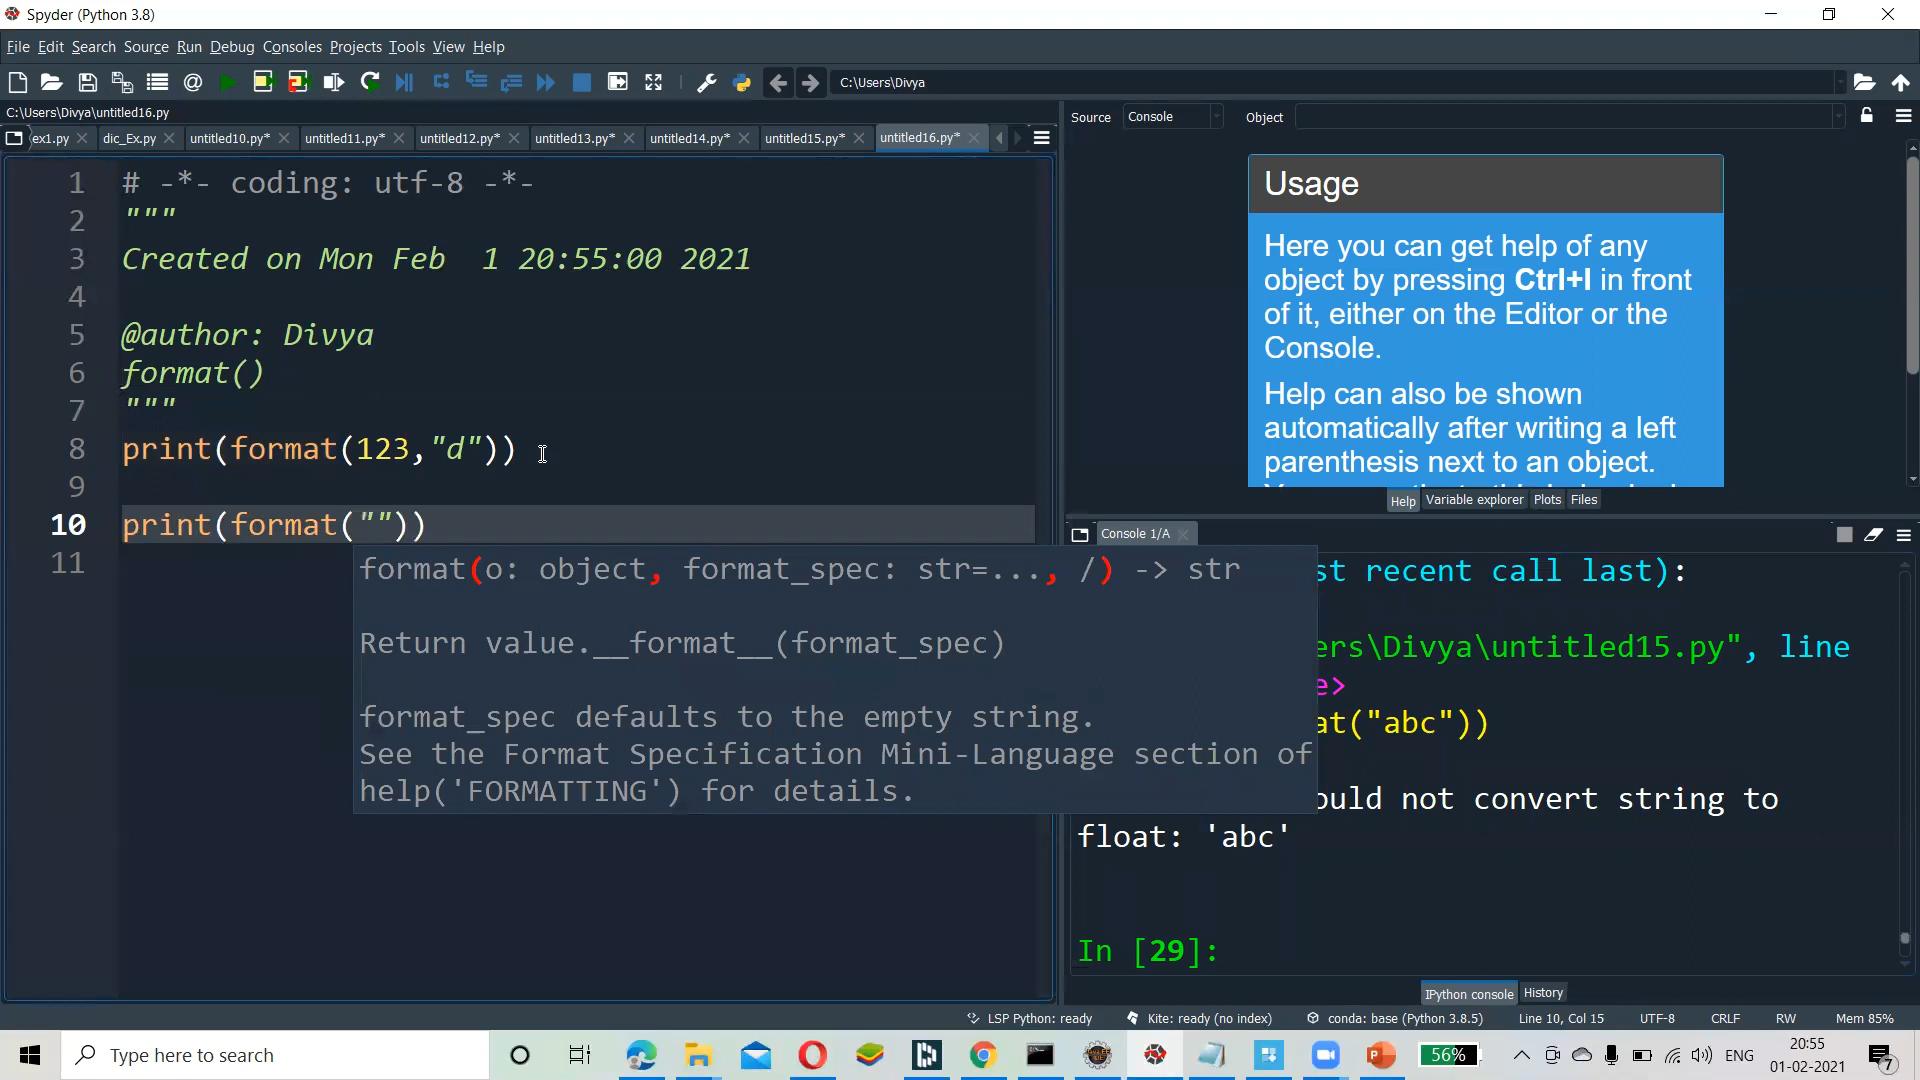 Spyder (Python 3.8)
File Edit Search Source Run Debug Consoles Projects Tools View Help
C:\Users\Divya
C:\Users\Divya\untitled16.py
ex1.py dic_Ex.py untitled10.py* untitled11.py* untitled12.py* untitled13.py* untitled14.py* untitled15.py* untitled16.py*
1 # -*- coding: utf-8 -*-
2 """
3 Created on Mon Feb  1 20:55:00 2021
4
5 @author: Divya
6 format()
7 """
8 print(format(123,"d"))
9
10 print(format(""))
11
format(o: object, format_spec: str=..., /) -> str
Return value.__format__(format_spec)
format_spec defaults to the empty string.
See the Format Specification Mini-Language section of
help('FORMATTING') for details.
Source Console Object
Usage
Here you can get help of any
object by pressing Ctrl+I in front
of it, either on the Editor or the
Console.
Help can also be shown
automatically after writing a left
parenthesis next to an object.
Help Variable explorer Plots Files
Console 1/A
st recent call last):
ers\Divya\untitled15.py", line
e>
at("abc"))
ould not convert string to
float: 'abc'
In [29]:
IPython console History
LSP Python: ready Kite: ready (no index) conda: base (Python 3.8.5) Line 10, Col 15 UTF-8 CRLF RW Mem 85%
Type here to search
56%
ENG
20:55
01-02-2021
7